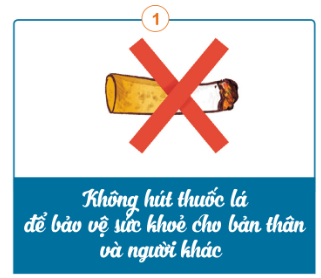 1
Không hút thuốc lá
để bảo vệ sức khoẻ cho bản thân
và người khác